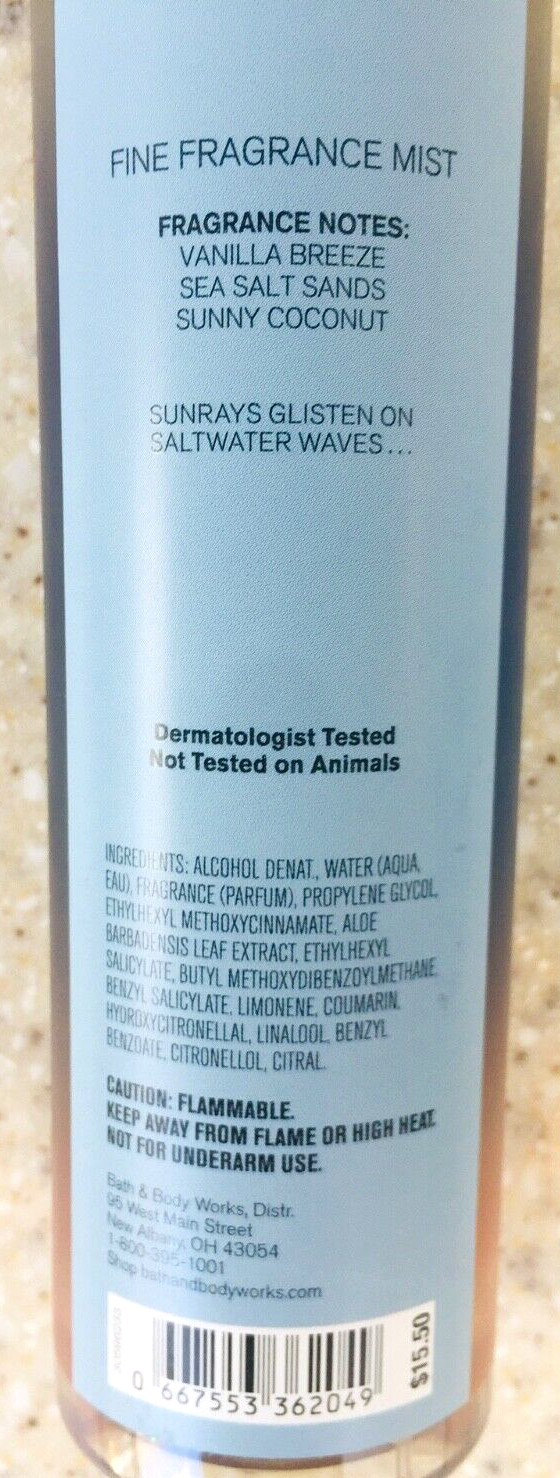 FINE FRAGRANCE MIST
FRAGRANCE NOTES:
VANILLA BREEZE
SEA SALT SANDS
SUNNY COCONUT
SUNRAYS GLISTEN ON
SALTWATER WAVES...
Dermatologist Tested
Not Tested on Animals
INGREDIENTS: ALCOHOL DENAT., WATER (AQUA,
EAU), FRAGRANCE (PARFUM), PROPYLENE GLYCOL,
ETHYLHEXYL METHOXYCINNAMATE, ALOE
BARBADENSIS LEAF EXTRACT, ETHYLHEXYL
SALICYLATE, BUTYL METHOXYDIBENZOYLMETHANE,
BENZYL SALICYLATE, LIMONENE, COUMARIN,
HYDROXYCITRONELLAL, LINALOOL, BENZYL
BENZOATE, CITRONELLOL, CITRAL.
CAUTION: FLAMMABLE.
KEEP AWAY FROM FLAME OR HIGH HEAT.
NOT FOR UNDERARM USE.
Bath & Body Works, Distr.
95 West Main Street
New Albany, OH 43054
1-800-395-1001
Shop bathandbodyworks.com
$15.50
0 667553 362049